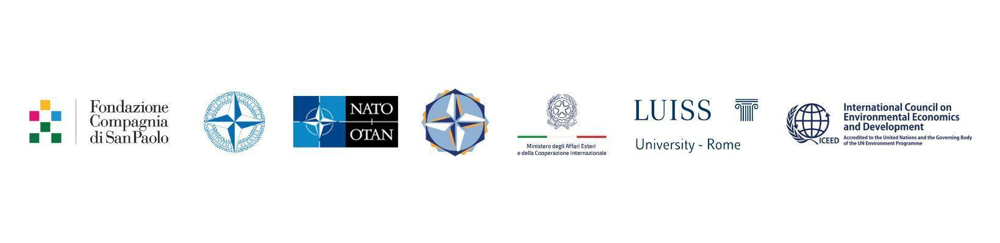 Fondazione
Compagnia
di San Paolo
NATO
OTAN
Ministero degli Affari Esteri
e della Cooperazione Internazionale
LUISS
University - Rome
ICEED
International Council on
Environmental Economics
and Development
Accredited to the United Nations and the Governing Body
of the UN Environment Programme